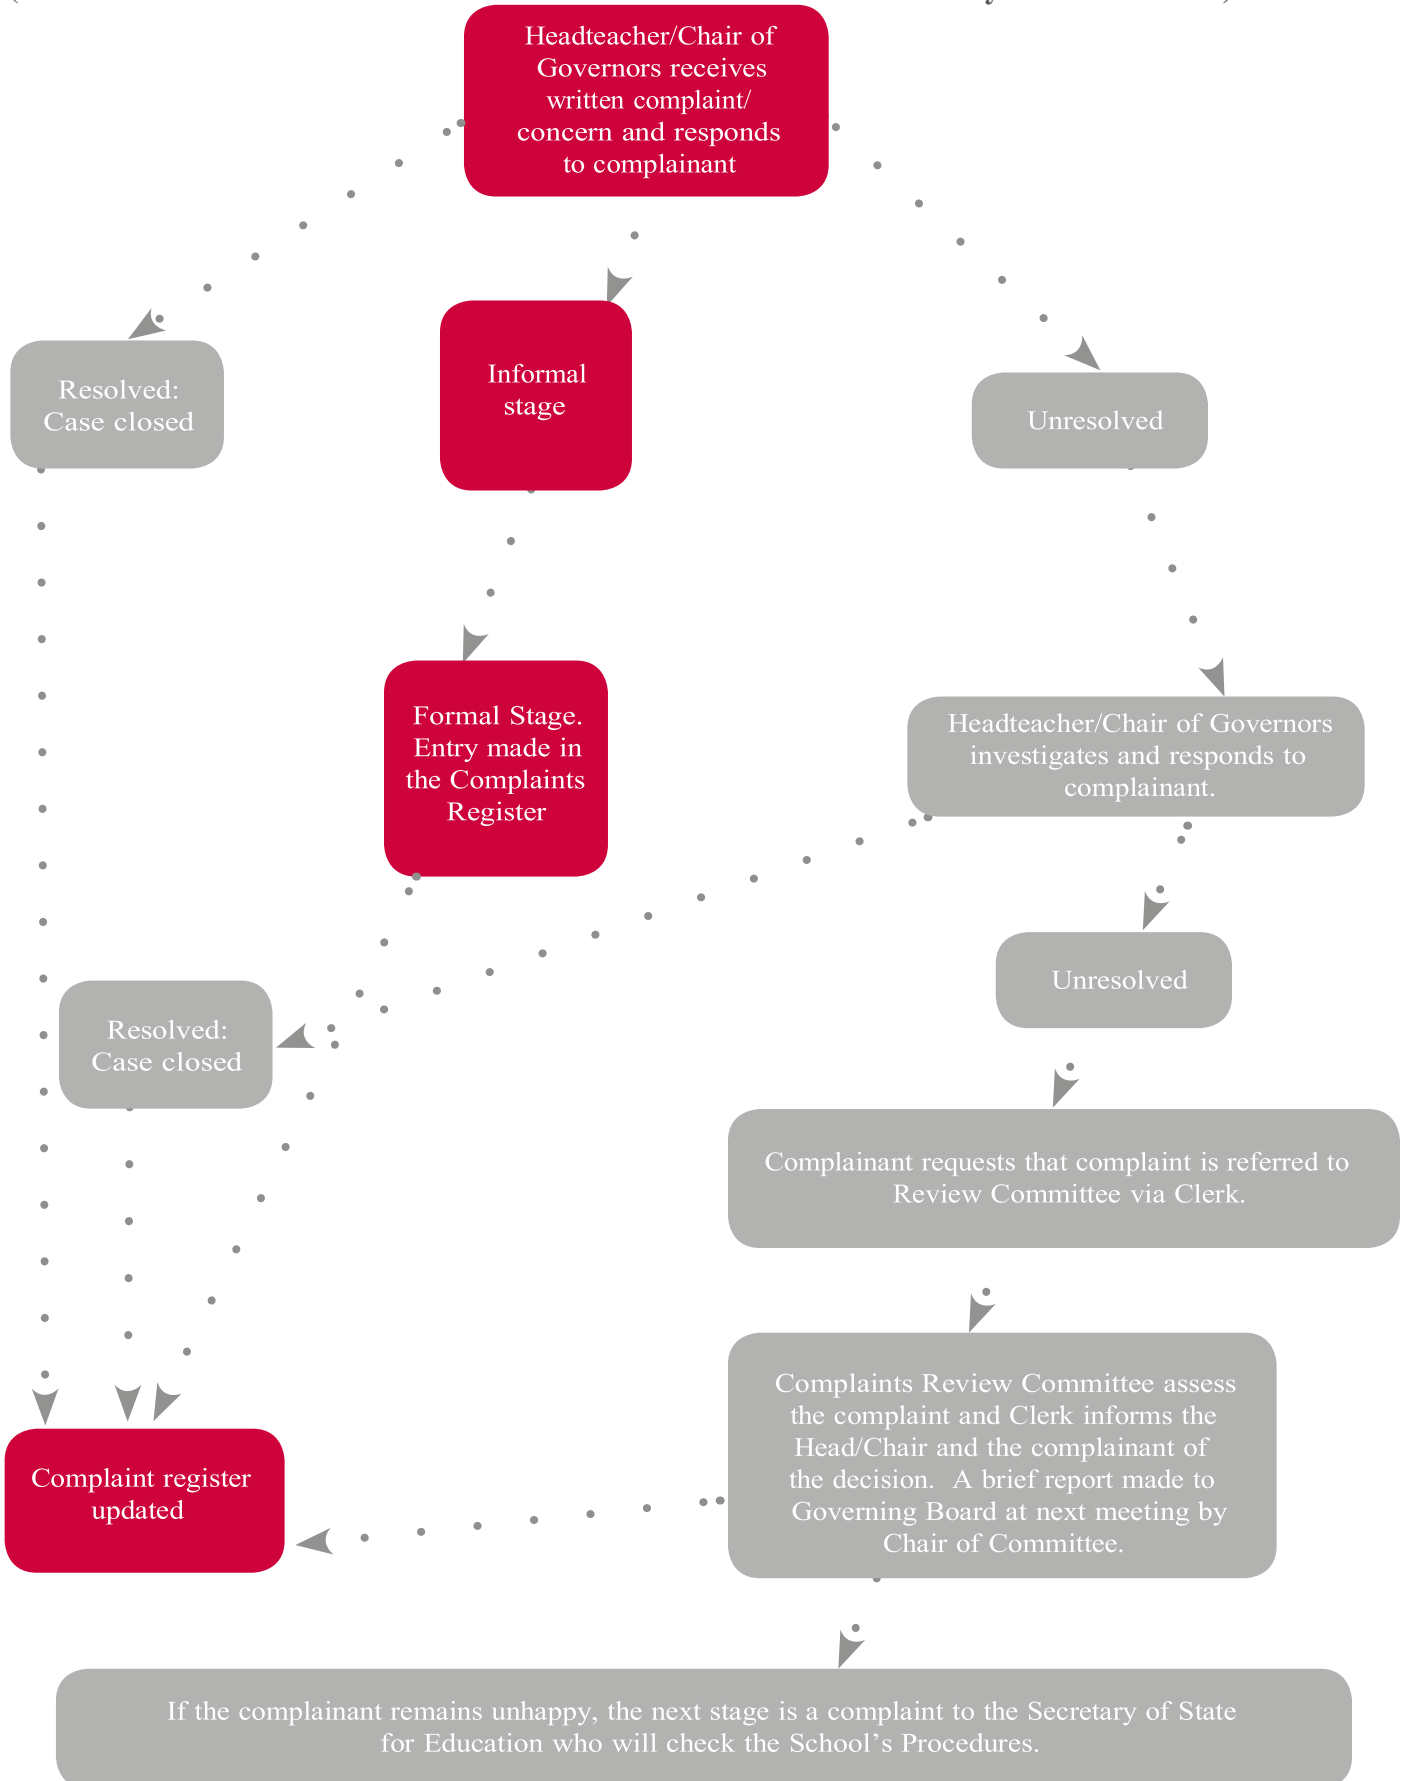 Headteacher/Chair of
Governors receives
written complaint/
concern and responds
to complainant
Resolved:
Case closed
Informal
stage
Unresolved
Formal Stage.
Entry made in
the Complaints
Register
Headteacher/Chair of Governors
investigates and responds to
complainant.
Unresolved
Resolved:
Case closed
Complainant requests that complaint is referred to
Review Committee via Clerk.
Complaints Review Committee assess
the complaint and Clerk informs the
Head/Chair and the complainant of
the decision.  A brief report made to
Governing Board at next meeting by
Chair of Committee.
Complaint register
updated
If the complainant remains unhappy, the next stage is a complaint to the Secretary of State
for Education who will check the School’s Procedures.